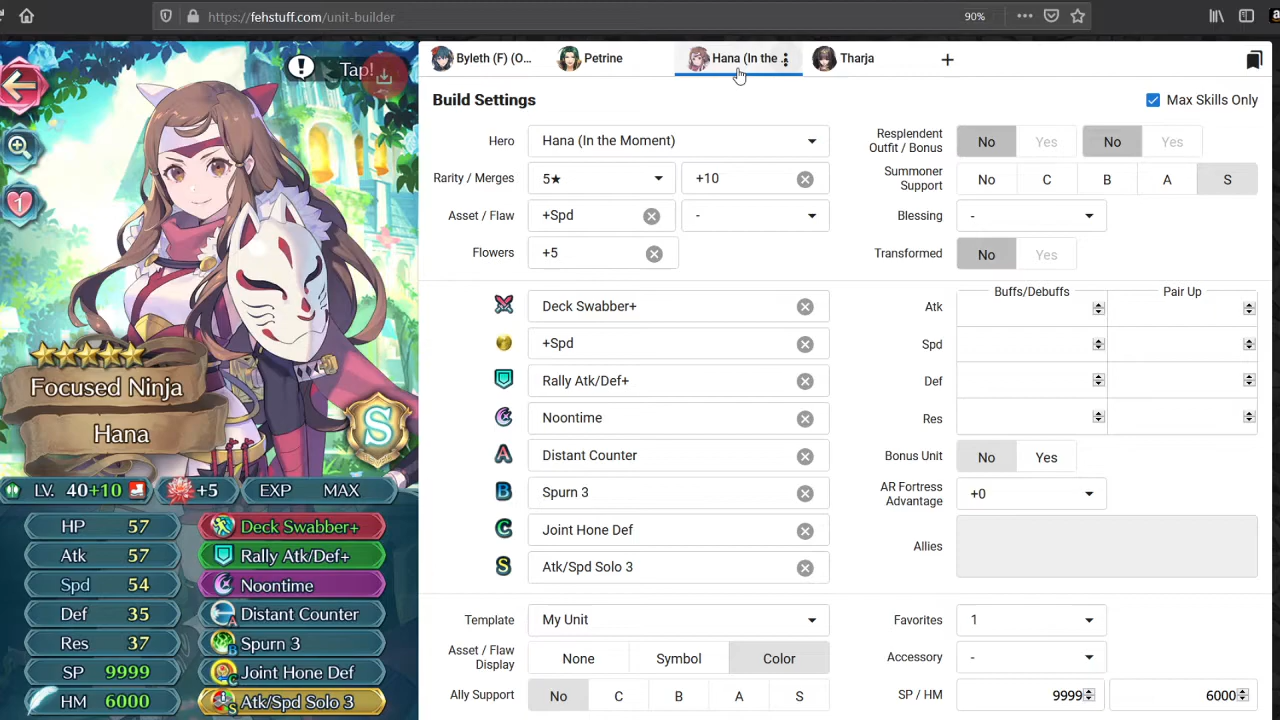 https://fehstuff.com/unit-builder
90%
Tap!
Byleth (F) (O...
Petrine
Hana (In the ...
Tharja
+
Build Settings
Max Skills Only
Hero
Hana (In the Moment)
Resplendent Outfit / Bonus
No
Yes
No
Yes
Rarity / Merges
5★
+10
Summoner Support
No
C
B
A
S
Asset / Flaw
+Spd
-
Blessing
-
Flowers
+5
Transformed
No
Yes
Deck Swabber+
+Spd
Rally Atk/Def+
Noontime
Distant Counter
Spurn 3
Joint Hone Def
Atk/Spd Solo 3
Buffs/Debuffs
Pair Up
Atk
Spd
Def
Res
Bonus Unit
No
Yes
AR Fortress Advantage
+0
Allies
Template
My Unit
Favorites
1
Asset / Flaw Display
None
Symbol
Color
Accessory
-
Ally Support
No
C
B
A
S
SP / HM
9999
6000
1
Focused Ninja
Hana
S
LV. 40+10
+5
EXP MAX
HP 57
Atk 57
Spd 54
Def 35
Res 37
SP 9999
HM 6000
Deck Swabber+
Rally Atk/Def+
Noontime
Distant Counter
A
Spurn 3
B
Joint Hone Def
C
Atk/Spd Solo 3
S